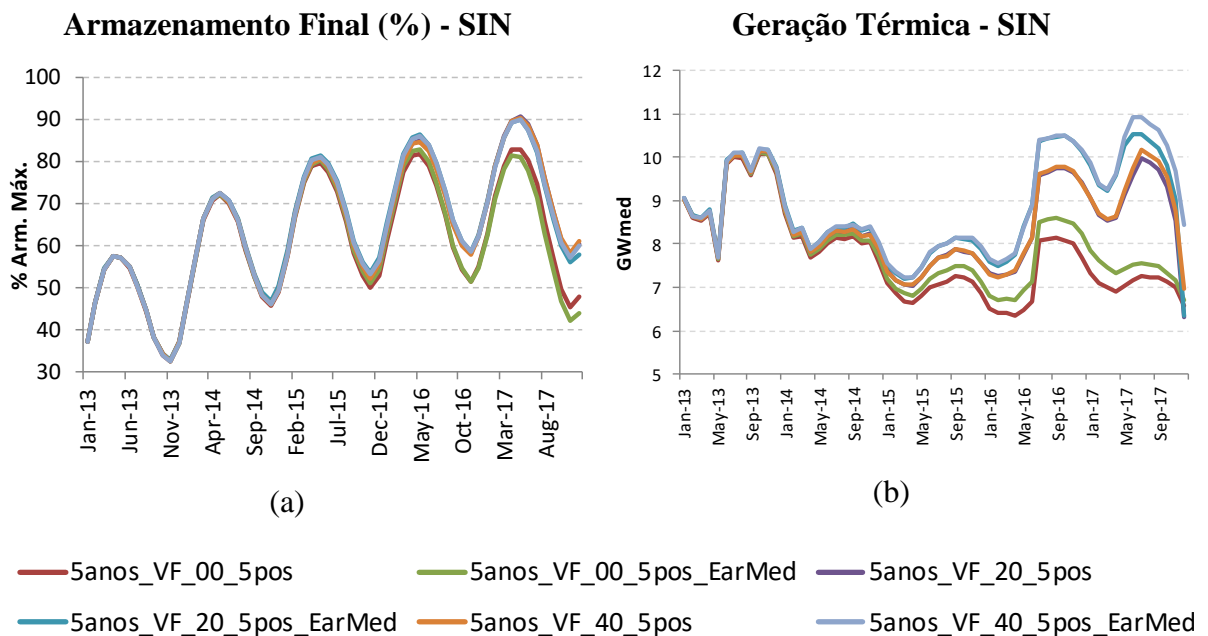 Armazenamento Final (%) - SIN
100
90
80
70
60
50
40
30
% Arm. Máx.
Jan-13
Jun-13
Nov-13
Apr-14
Sep-14
Feb-15
Jul-15
Dec-15
May-16
Oct-16
Mar-17
Aug-17
(a)
Geração Térmica - SIN
12
11
10
9
8
7
6
5
GWmed
Jan-13
May-13
Sep-13
Jan-14
May-14
Sep-14
Jan-15
May-15
Sep-15
Jan-16
May-16
Sep-16
Jan-17
May-17
Sep-17
(b)
5anos_VF_00_5pos
5anos_VF_00_5pos_EarMed
5anos_VF_20_5pos
5anos_VF_20_5pos_EarMed
5anos_VF_40_5pos
5anos_VF_40_5pos_EarMed